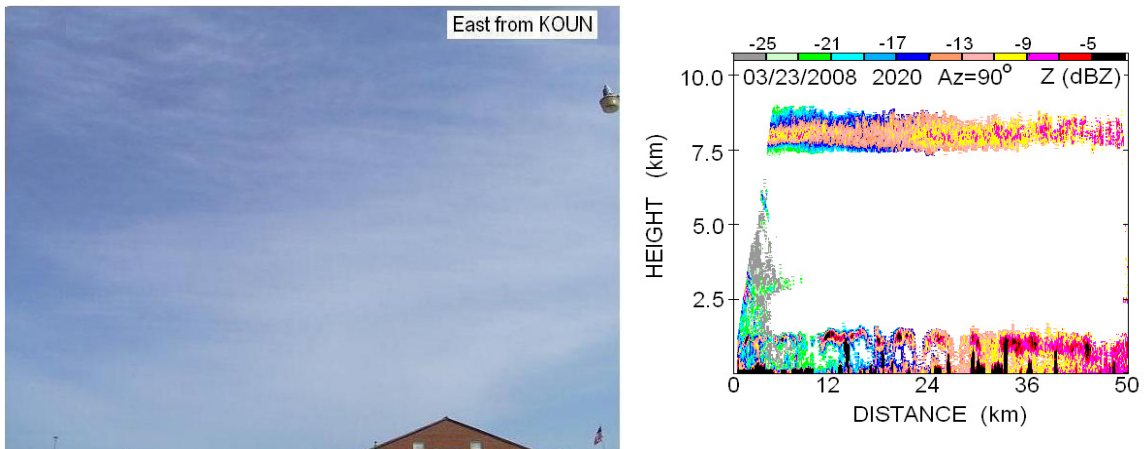 East from KOUN
-25 -21 -17 -13 -9 -5
03/23/2008 2020 Az=90° Z (dBZ)
10.0
7.5
5.0
2.5
HEIGHT (km)
0 12 24 36 50
DISTANCE (km)